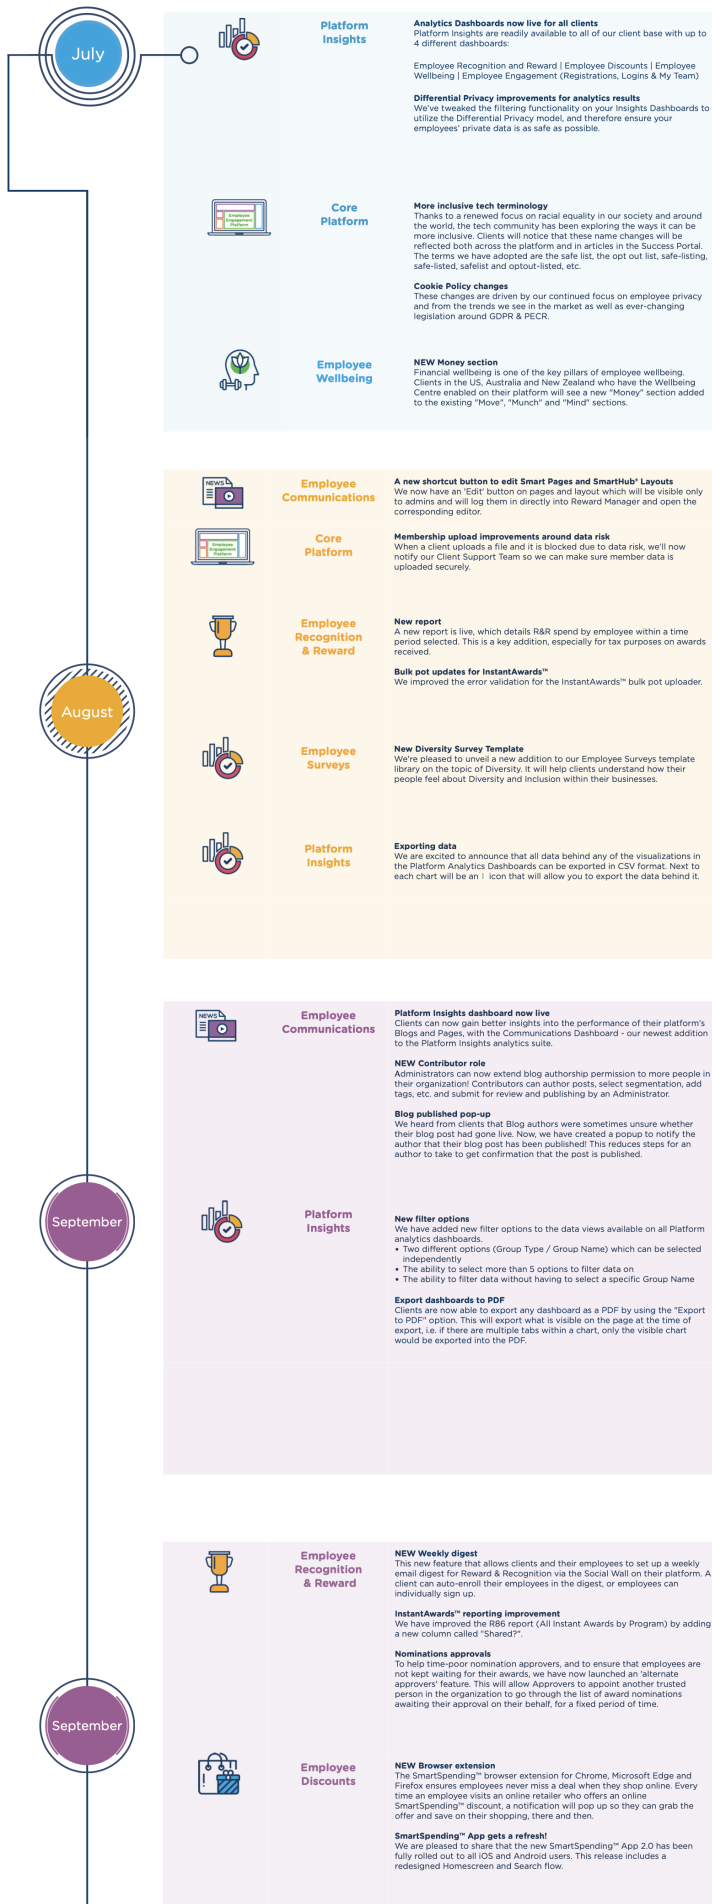 July
Platform
Insights
Analytics Dashboards now live for all clients
Platform Insights are readily available to all of our client base with up to
4 different dashboards:
Employee Recognition and Reward | Employee Discounts | Employee
Wellbeing | Employee Engagement (Registrations, Logins & My Team)
Differential Privacy improvements for analytics results
We've tweaked the filtering functionality on your Insights Dashboards to
utilize the Differential Privacy model, and therefore ensure your
employees' private data is as safe as possible.
Employee
Engagement
Platform
Core
Platform
More inclusive tech terminology
Thanks to a renewed focus on racial equality in our society and around
the world, the tech community has been exploring the ways it can be
more inclusive. Clients will notice that these name changes will be
reflected both across the platform and in articles in the Success Portal.
The terms we have adopted are the safe list, the opt out list, safe-listing,
safe-listed, safelist and optout-listed, etc.
Cookie Policy changes
These changes are driven by our continued focus on employee privacy
and from the trends we see in the market as well as ever-changing
legislation around GDPR & PECR.
Employee
Wellbeing
NEW Money section
Financial wellbeing is one of the key pillars of employee wellbeing.
Clients in the US, Australia and New Zealand who have the Wellbeing
Centre enabled on their platform will see a new "Money" section added
to the existing "Move", "Munch" and "Mind" sections.
August
NEWS
Employee
Communications
A new shortcut button to edit Smart Pages and SmartHub® Layouts
We now have an 'Edit' button on pages and layout which will be visible only
to admins and will log them in directly into Reward Manager and open the
corresponding editor.
Employee
Engagement
Platform
Core
Platform
Membership upload improvements around data risk
When a client uploads a file and it is blocked due to data risk, we'll now
notify our Client Support Team so we can make sure member data is
uploaded securely.
Employee
Recognition
& Reward
New report
A new report is live, which details R&R spend by employee within a time
period selected. This is a key addition, especially for tax purposes on awards
received.
Bulk pot updates for InstantAwards™
We improved the error validation for the InstantAwards™ bulk pot uploader.
Employee
Surveys
New Diversity Survey Template
We're pleased to unveil a new addition to our Employee Surveys template
library on the topic of Diversity. It will help clients understand how their
people feel about Diversity and Inclusion within their businesses.
Platform
Insights
Exporting data
We are excited to announce that all data behind any of the visualizations in
the Platform Analytics Dashboards can be exported in CSV format. Next to
each chart will be an icon that will allow you to export the data behind it.
September
NEWS
Employee
Communications
Platform Insights dashboard now live
Clients can now gain better insights into the performance of their platform's
Blogs and Pages, with the Communications Dashboard - our newest addition
to the Platform Insights analytics suite.
NEW Contributor role
Administrators can now extend blog authorship permission to more people in
their organization! Contributors can author posts, select segmentation, add
tags, etc. and submit for review and publishing by an Administrator.
Blog published pop-up
We heard from clients that Blog authors were sometimes unsure whether
their blog post had gone live. Now, we have created a popup to notify the
author that their blog post has been published! This reduces steps for an
author to take to get confirmation that the post is published.
Platform
Insights
New filter options
We have added new filter options to the data views available on all Platform
analytics dashboards.
• Two different options (Group Type / Group Name) which can be selected
independently
• The ability to select more than 5 options to filter data on
• The ability to filter data without having to select a specific Group Name
Export dashboards to PDF
Clients are now able to export any dashboard as a PDF by using the "Export
to PDF" option. This will export what is visible on the page at the time of
export, i.e. if there are multiple tabs within a chart, only the visible chart
would be exported into the PDF.
September
Employee
Recognition
& Reward
NEW Weekly digest
This new feature that allows clients and their employees to set up a weekly
email digest for Reward & Recognition via the Social Wall on their platform. A
client can auto-enroll their employees in the digest, or employees can
individually sign up.
InstantAwards™ reporting improvement
We have improved the R86 report (All Instant Awards by Program) by adding
a new column called "Shared?".
Nominations approvals
To help time-poor nomination approvers, and to ensure that employees are
not kept waiting for their awards, we have now launched an 'alternate
approvers' feature. This will allow Approvers to appoint another trusted
person in the organization to go through the list of award nominations
awaiting their approval on their behalf, for a fixed period of time.
Employee
Discounts
NEW Browser extension
The SmartSpending™ browser extension for Chrome, Microsoft Edge and
Firefox ensures employees never miss a deal when they shop online. Every
time an employee visits an online retailer who offers an online
SmartSpending™ discount, a notification will pop up so they can grab the
offer and save on their shopping, there and then.
SmartSpending™ App gets a refresh!
We are pleased to share that the new SmartSpending™ App 2.0 has been
fully rolled out to all iOS and Android users. This release includes a
redesigned Homescreen and Search flow.